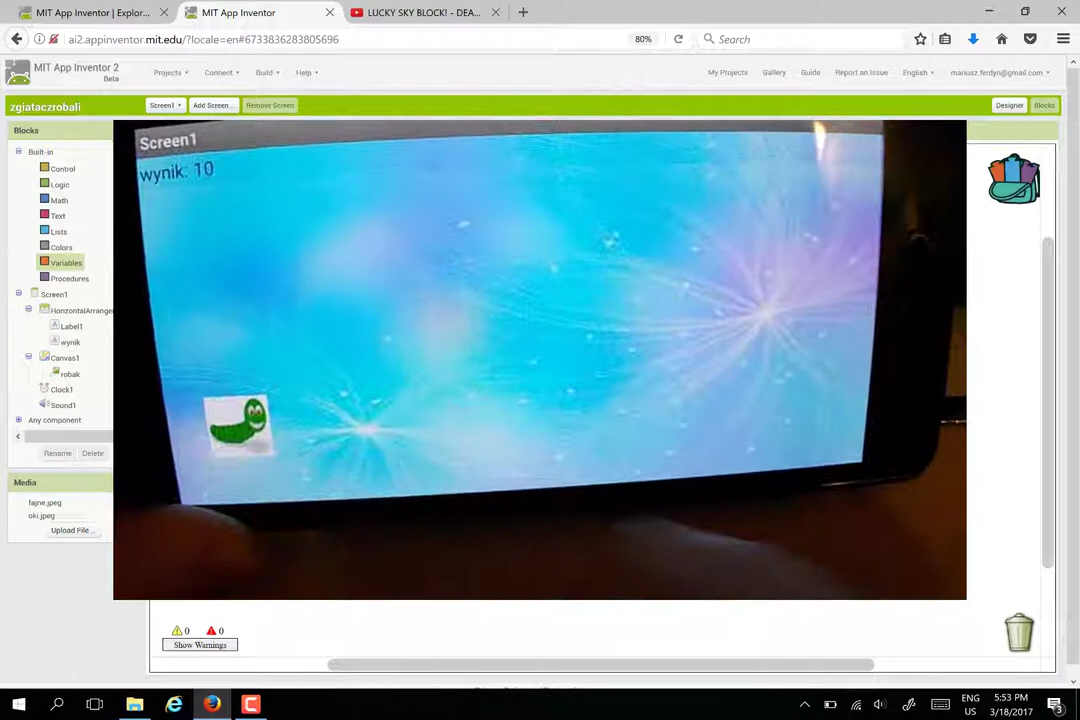 MIT App Inventor | Explor...
MIT App Inventor
LUCKY SKY BLOCK! - DEA...
ai2.appinventor.mit.edu/?locale=en#6733836283805696
80%
Search
MIT App Inventor 2
Beta
Projects
Connect
Build
Help
My Projects
Gallery
Guide
Report an Issue
English
mariusz.ferdyn@gmail.com
zgiataczrobali
Screen1
Add Screen ...
Remove Screen
Designer
Blocks
Blocks
Built-in
Control
Logic
Math
Text
Lists
Colors
Variables
Procedures
Screen1
HorizontalArranger
Label1
wynik
Canvas1
robak
Clock1
Sound1
Any component
Rename
Delete
Media
fajne.jpeg
oki.jpeg
Upload File ...
Screen1
wynik: 10
0
0
Show Warnings
ENG
US
5:53 PM
3/18/2017
3